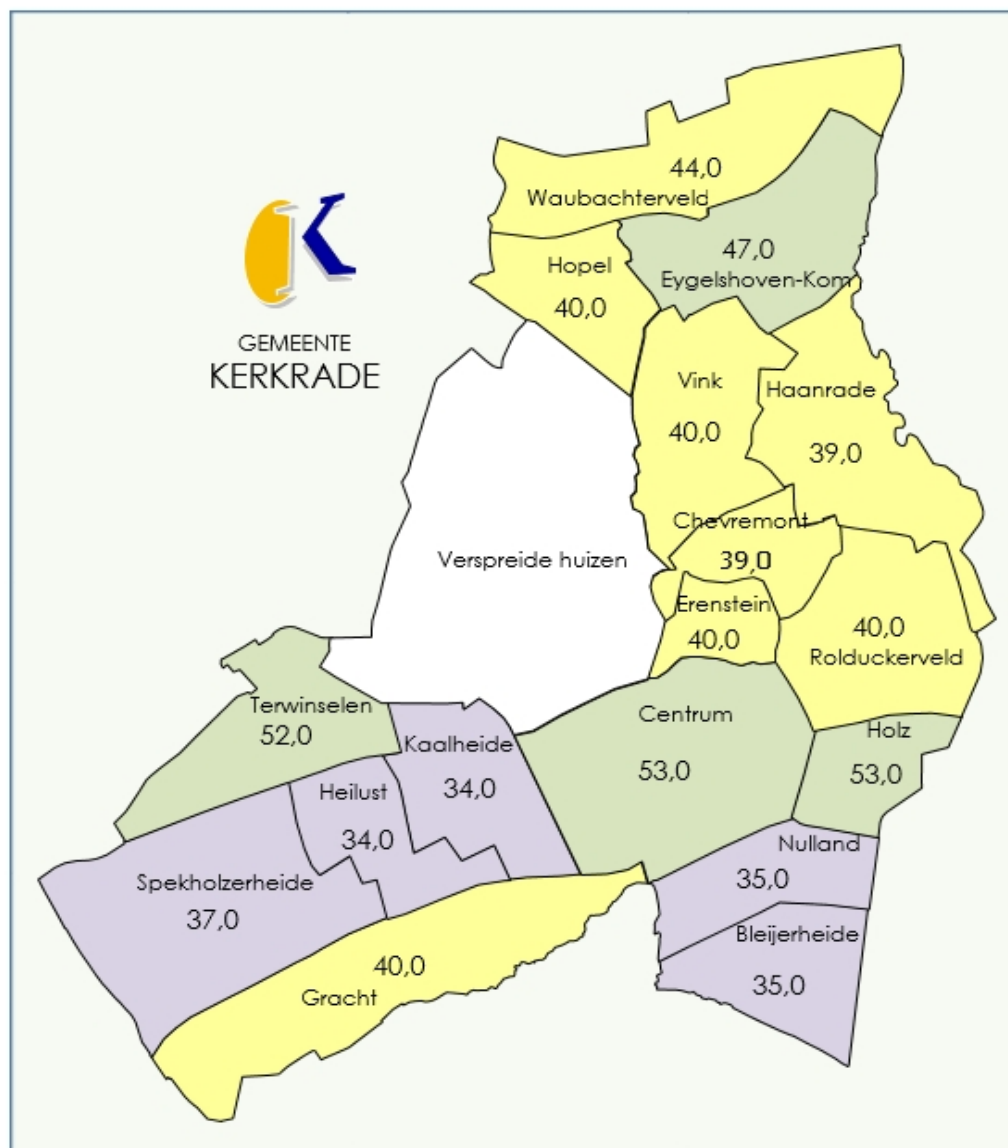 44,0
Waubachterveld
47,0
Eygelshoven-Kom
Hopel
40,0
GEMEENTE
KERKRADE
Vink
40,0
Haanrade
39,0
Chevremont
39,0
Verspreide huizen
Erenstein
40,0
40,0
Rolduckerveld
Terwinselen
52,0
Kaalheide
34,0
Centrum
53,0
Holz
53,0
Heilust
34,0
Nulland
35,0
Spekholzerheide
37,0
Bleijerheide
35,0
40,0
Gracht